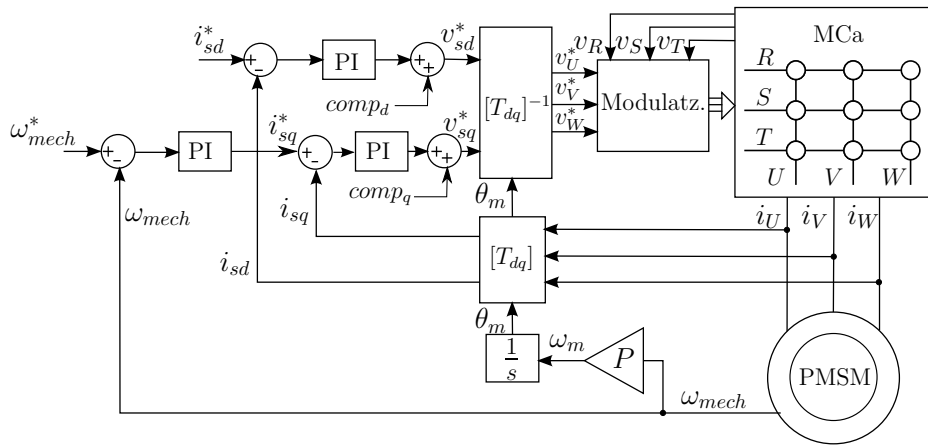 i*sd
+
-
PI
+
+
v*sd
comp_d
ω*mech
+
-
PI
i*sq
+
-
PI
+
+
v*sq
comp_q
[T_dq]⁻¹
v*U
v*V
v*W
Modulatz.
v_R
v_S
v_T
MCa
R
S
T
U
V
W
i_U
i_V
i_W
θ_m
ω_mech
i_sq
i_sd
[T_dq]
θ_m
1/s
ω_m
P
PMSM
ω_mech